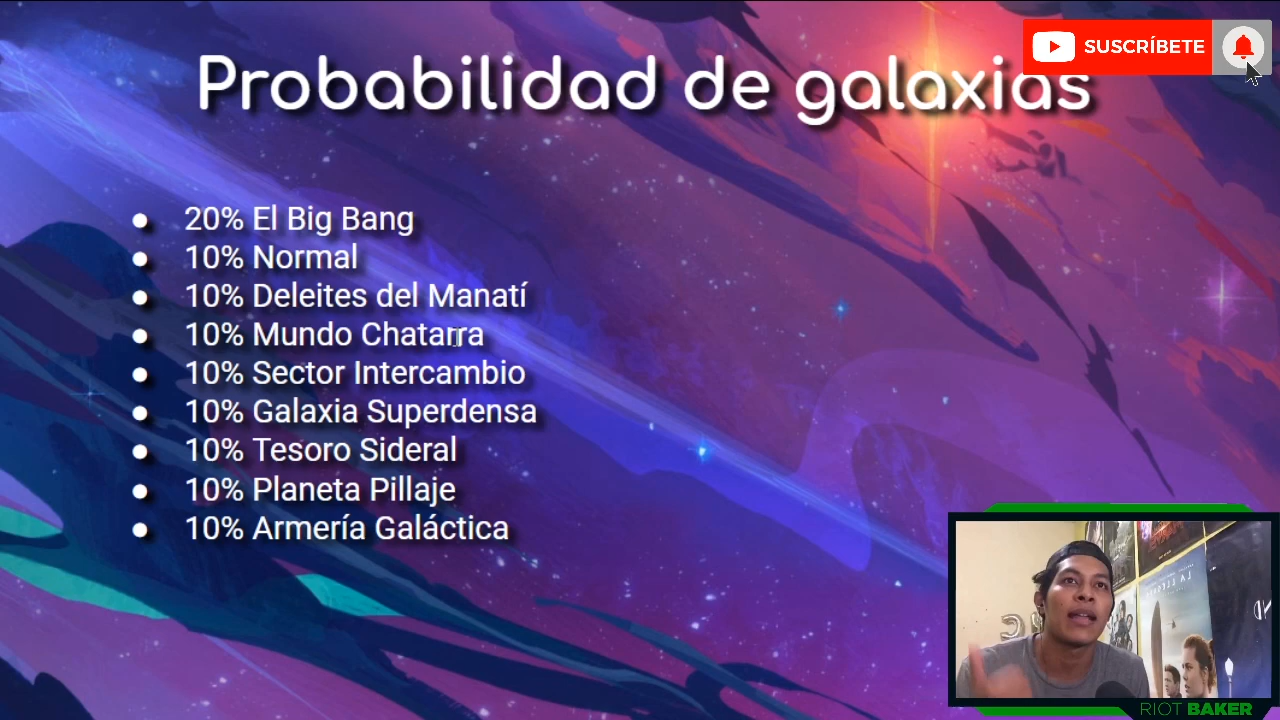 SUSCRÍBETE
Probabilidad de galaxias
● 20% El Big Bang
● 10% Normal
● 10% Deleites del Manatí
● 10% Mundo Chatarra
● 10% Sector Intercambio
● 10% Galaxia Superdensa
● 10% Tesoro Sideral
● 10% Planeta Pillaje
● 10% Armería Galáctica
RIOT BAKER